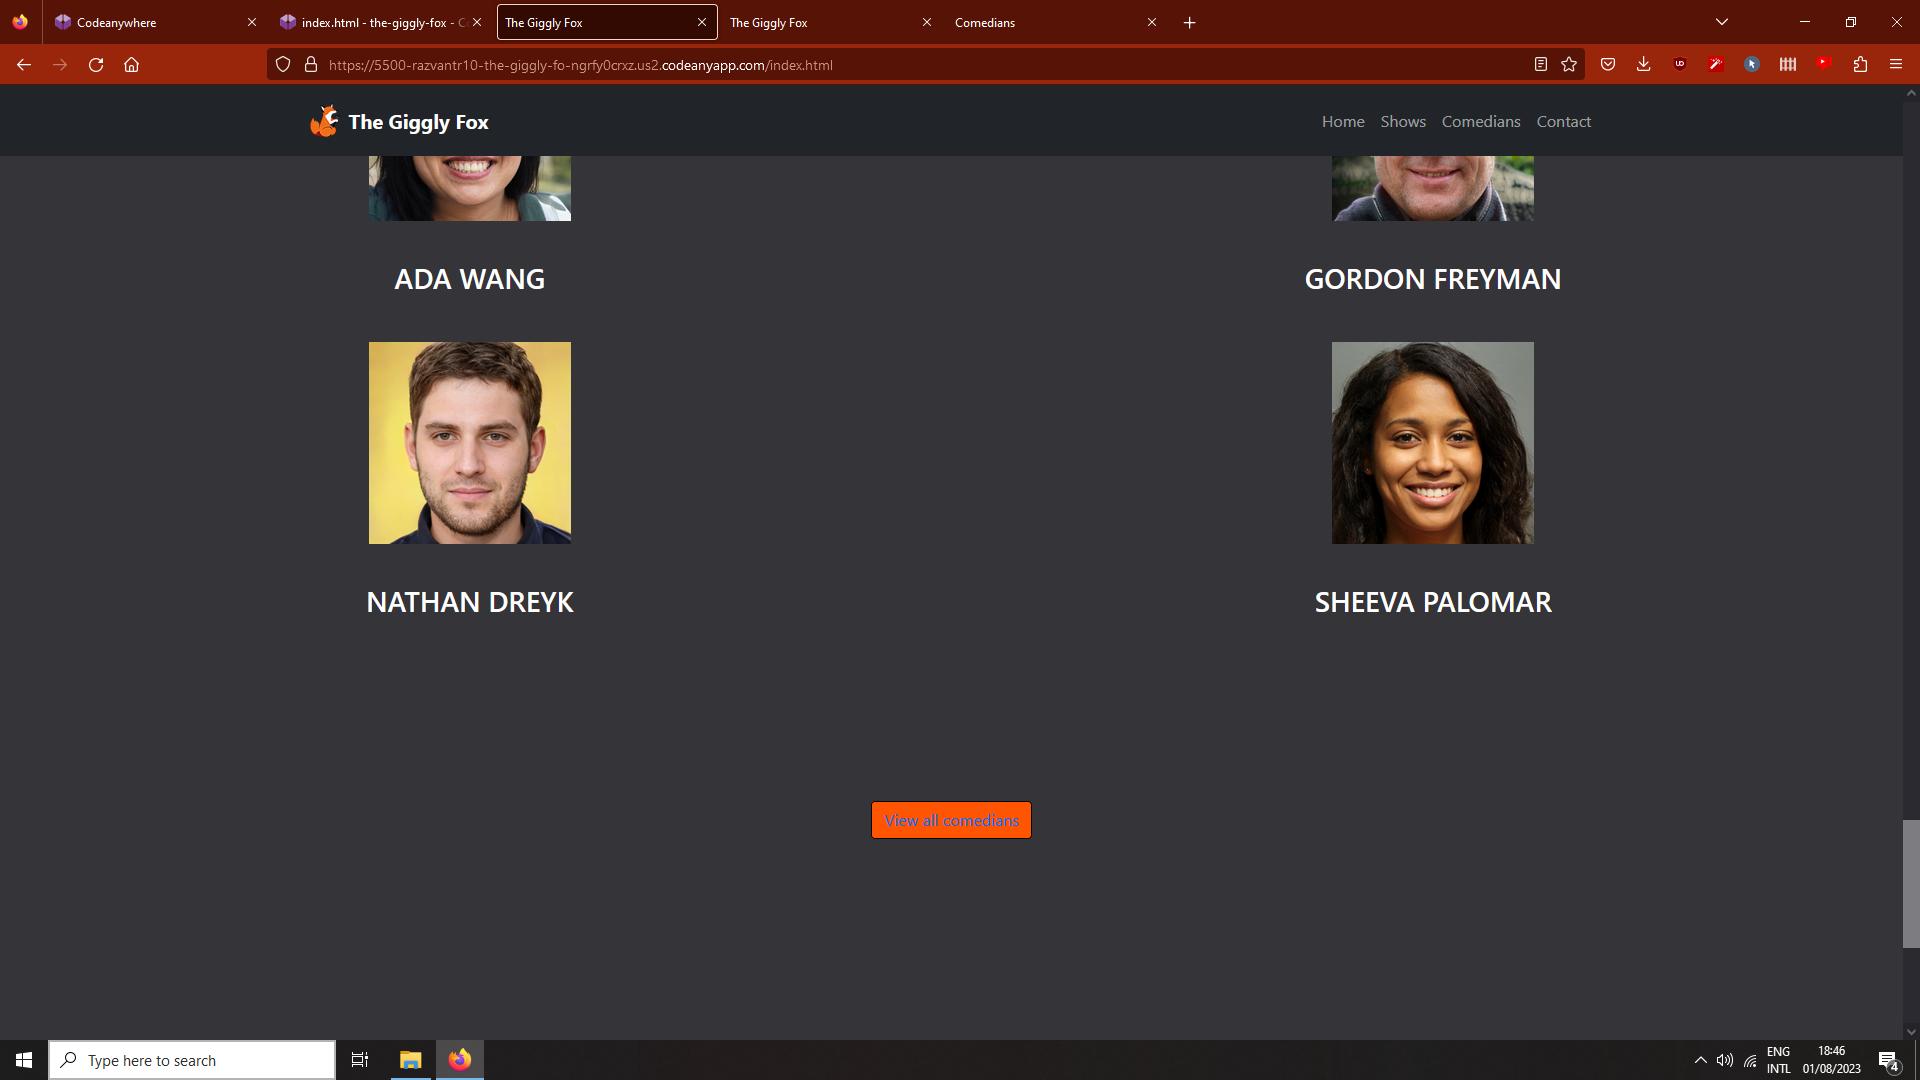 Codeanywhere
index.html - the-giggly-fox - C
The Giggly Fox
The Giggly Fox
Comedians
https://5500-razvantr10-the-giggly-fo-ngrfy0crxz.us2.codeanyapp.com/index.html
The Giggly Fox
Home Shows Comedians Contact
ADA WANG
GORDON FREYMAN
NATHAN DREYK
SHEEVA PALOMAR
View all comedians
Type here to search
ENG
INTL
18:46
01/08/2023
4